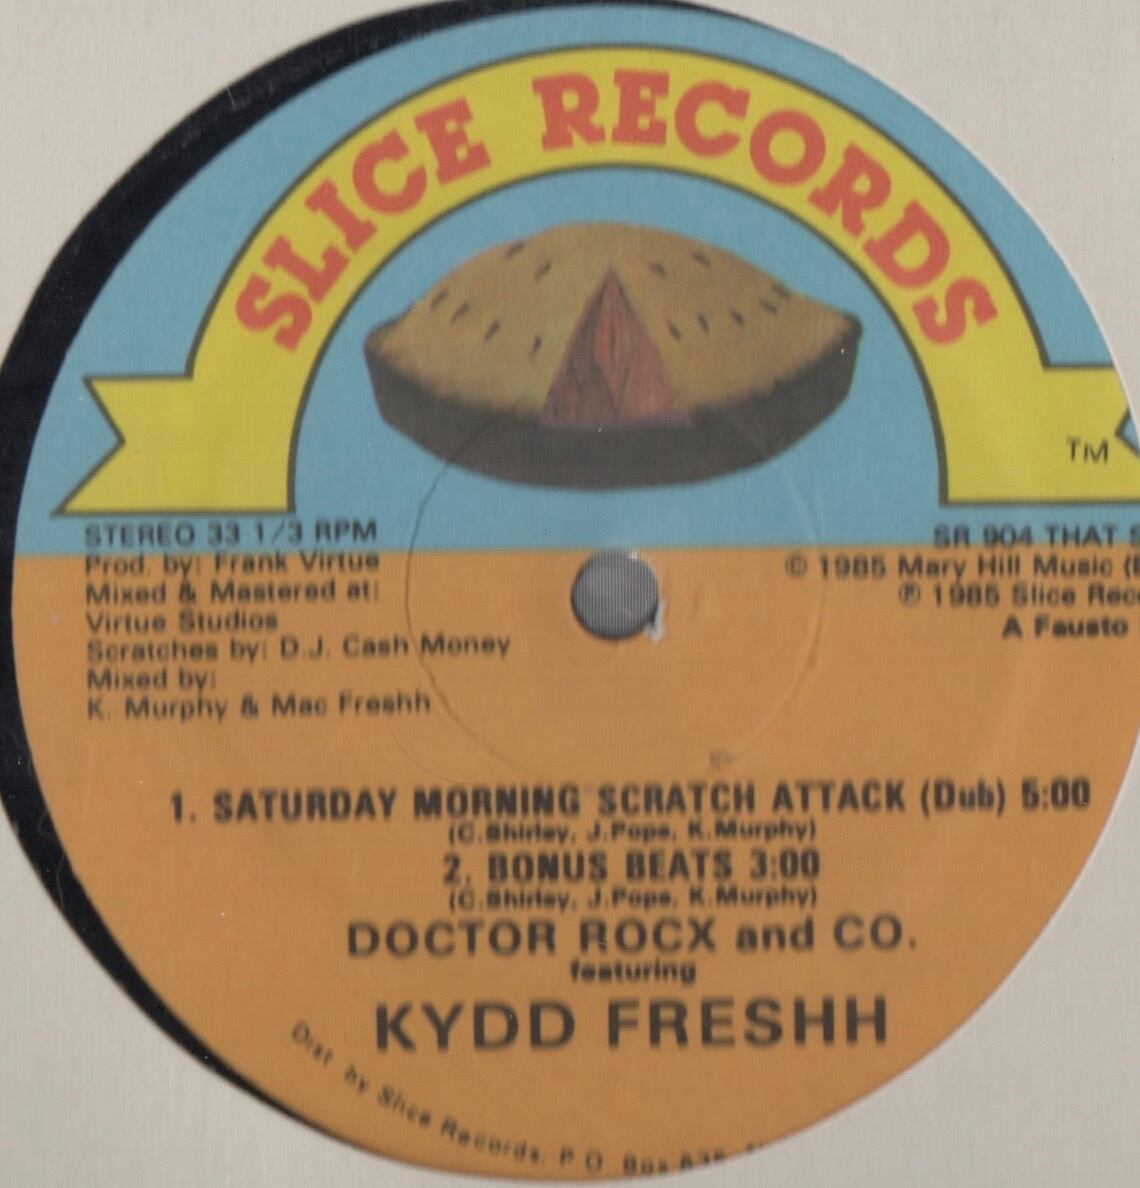 SLICE RECORDS
TM
STEREO 33 1/3 RPM
Prod. by: Frank Virtue
Mixed & Mastered at:
Virtue Studios
Scratches by: D.J. Cash Money
Mixed by:
K. Murphy & Mac Freshh
SR 904 THAT
© 1985 Mary Hill Music
℗ 1985 Slice
A Fausto
1. SATURDAY MORNING SCRATCH ATTACK (Dub) 5:00
(C.Shirley, J.Pope, K.Murphy)
2. BONUS BEATS 3:00
(C.Shirley, J.Pope, K.Murphy)
DOCTOR ROCX and CO.
featuring
KYDD FRESHH
Dist by Slice Records, P.O. Box